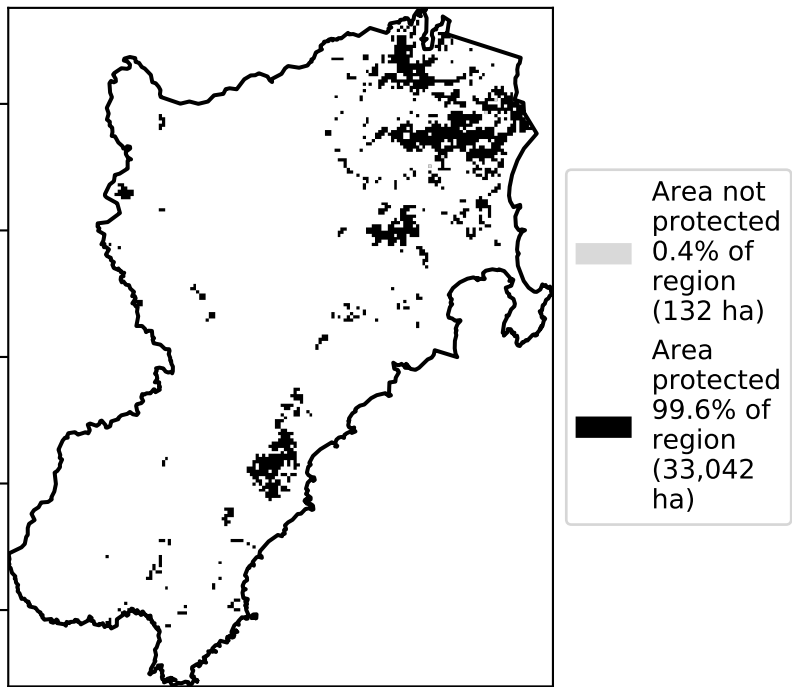 Area not
protected
0.4% of
region
(132 ha)
Area
protected
99.6% of
region
(33,042
ha)